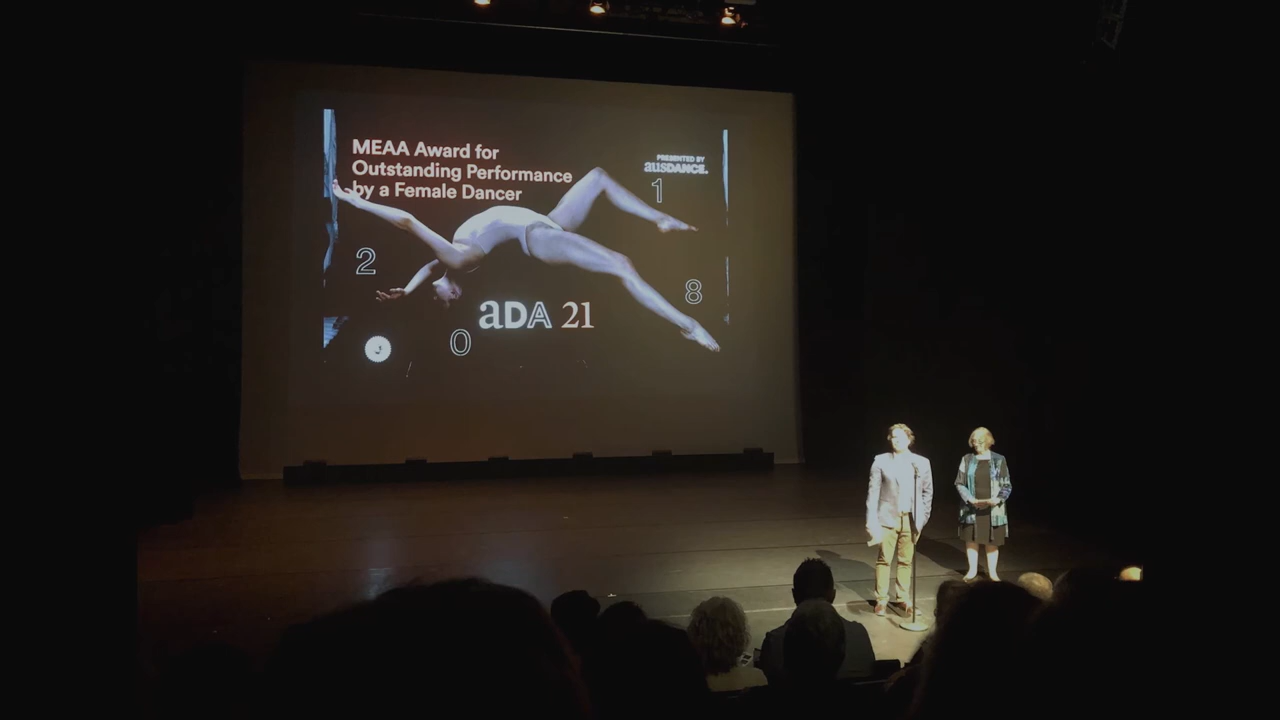 MEAA Award for
Outstanding Performance
by a Female Dancer
PRESENTED BY
ausDANCE.
1
2
8
aDA 21
0